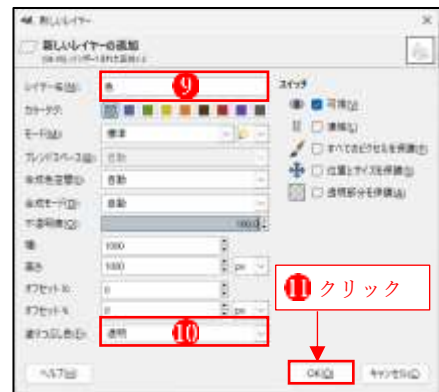 新しいレイヤー
新しいレイヤーの追加
レイヤー名(M): 色
⑨
カラータグ:
モード(M): 標準
ブレンドスペース(B): 自動
合成色空間(I): 自動
合成モード(D): 自動
不透明度(O) 100.0
幅: 1000
高さ 1000 px
オフセット X: 0
オフセット Y: 0 px
塗りつぶし色(F): 透明
⑩
スイッチ
可視(V)
連結(L)
すべてのピクセルを保護(P)
位置とサイズを保護(S)
透明部分を保護(A)
⑪ クリック
ヘルプ(H) OK(O) キャンセル(C)